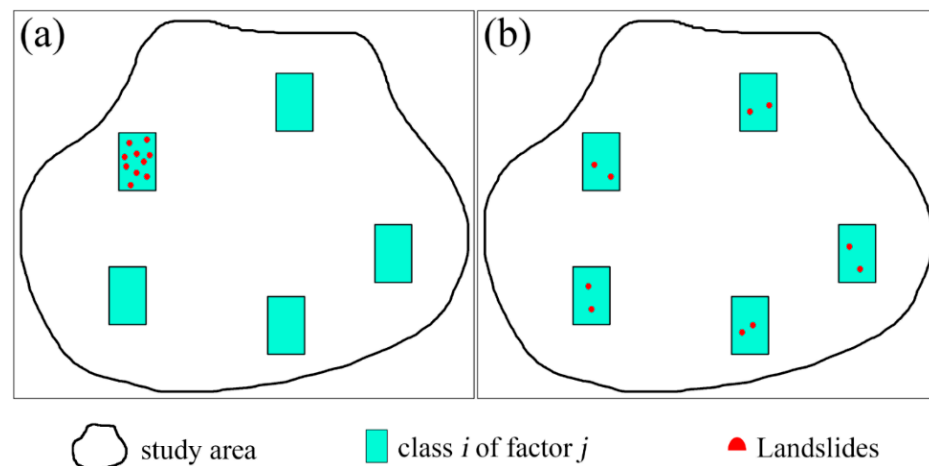 (a)
(b)
study area
class i of factor j
Landslides